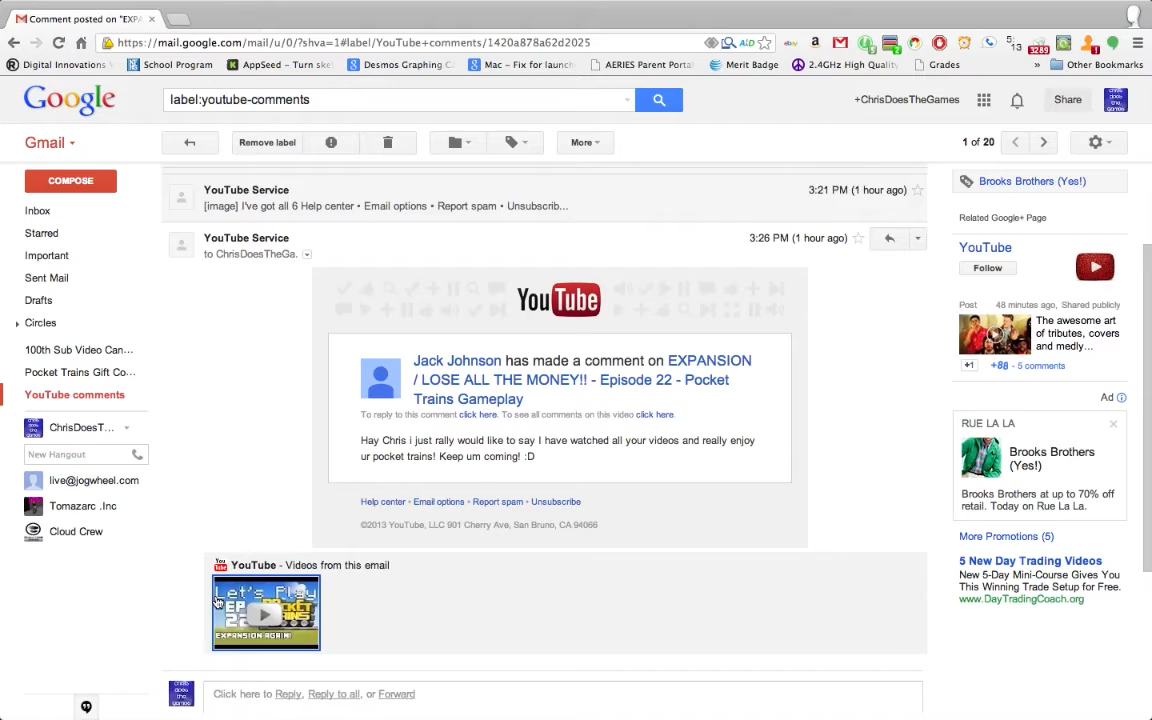 Comment posted on "EXPA
https://mail.google.com/mail/u/0/?shva=1#label/YouTube+comments/1420a878a62d2025
Digital Innovations
School Program
AppSeed - Turn ske
Desmos Graphing C
Mac - Fix for launch
AERIES Parent Portal
Merit Badge
2.4GHz High Quality
Grades
»
Other Bookmarks
Google
label:youtube-comments
+ChrisDoesTheGames
Share
Gmail
Remove label
More
1 of 20
COMPOSE
Inbox
Starred
Important
Sent Mail
Drafts
Circles
100th Sub Video Can...
Pocket Trains Gift Co...
YouTube comments
ChrisDoesT...
New Hangout
live@jogwheel.com
Tomazarc .Inc
Cloud Crew
YouTube Service
3:21 PM (1 hour ago)
[image] I've got all 6 Help center • Email options • Report spam • Unsubscrib...
YouTube Service
3:26 PM (1 hour ago)
to ChrisDoesTheGa.
YouTube
Jack Johnson has made a comment on EXPANSION
/ LOSE ALL THE MONEY!! - Episode 22 - Pocket
Trains Gameplay
To reply to this comment click here. To see all comments on this video click here.
Hay Chris i just rally would like to say I have watched all your videos and really enjoy
ur pocket trains! Keep um coming! :D
Help center • Email options • Report spam • Unsubscribe
©2013 YouTube, LLC 901 Cherry Ave, San Bruno, CA 94066
YouTube - Videos from this email
Let's Play
EP
22
EXPANSION AGAIN!
Click here to Reply, Reply to all, or Forward
Brooks Brothers (Yes!)
Related Google+ Page
YouTube
Follow
Post
48 minutes ago, Shared publicly
The awesome art
of tributes, covers
and medly...
+1
+88 - 5 comments
Ad
RUE LA LA
Brooks Brothers
(Yes!)
Brooks Brothers at up to 70% off
retail. Today on Rue La La.
More Promotions (5)
5 New Day Trading Videos
New 5-Day Mini-Course Gives You
This Winning Trade Setup for Free.
www.DayTradingCoach.org